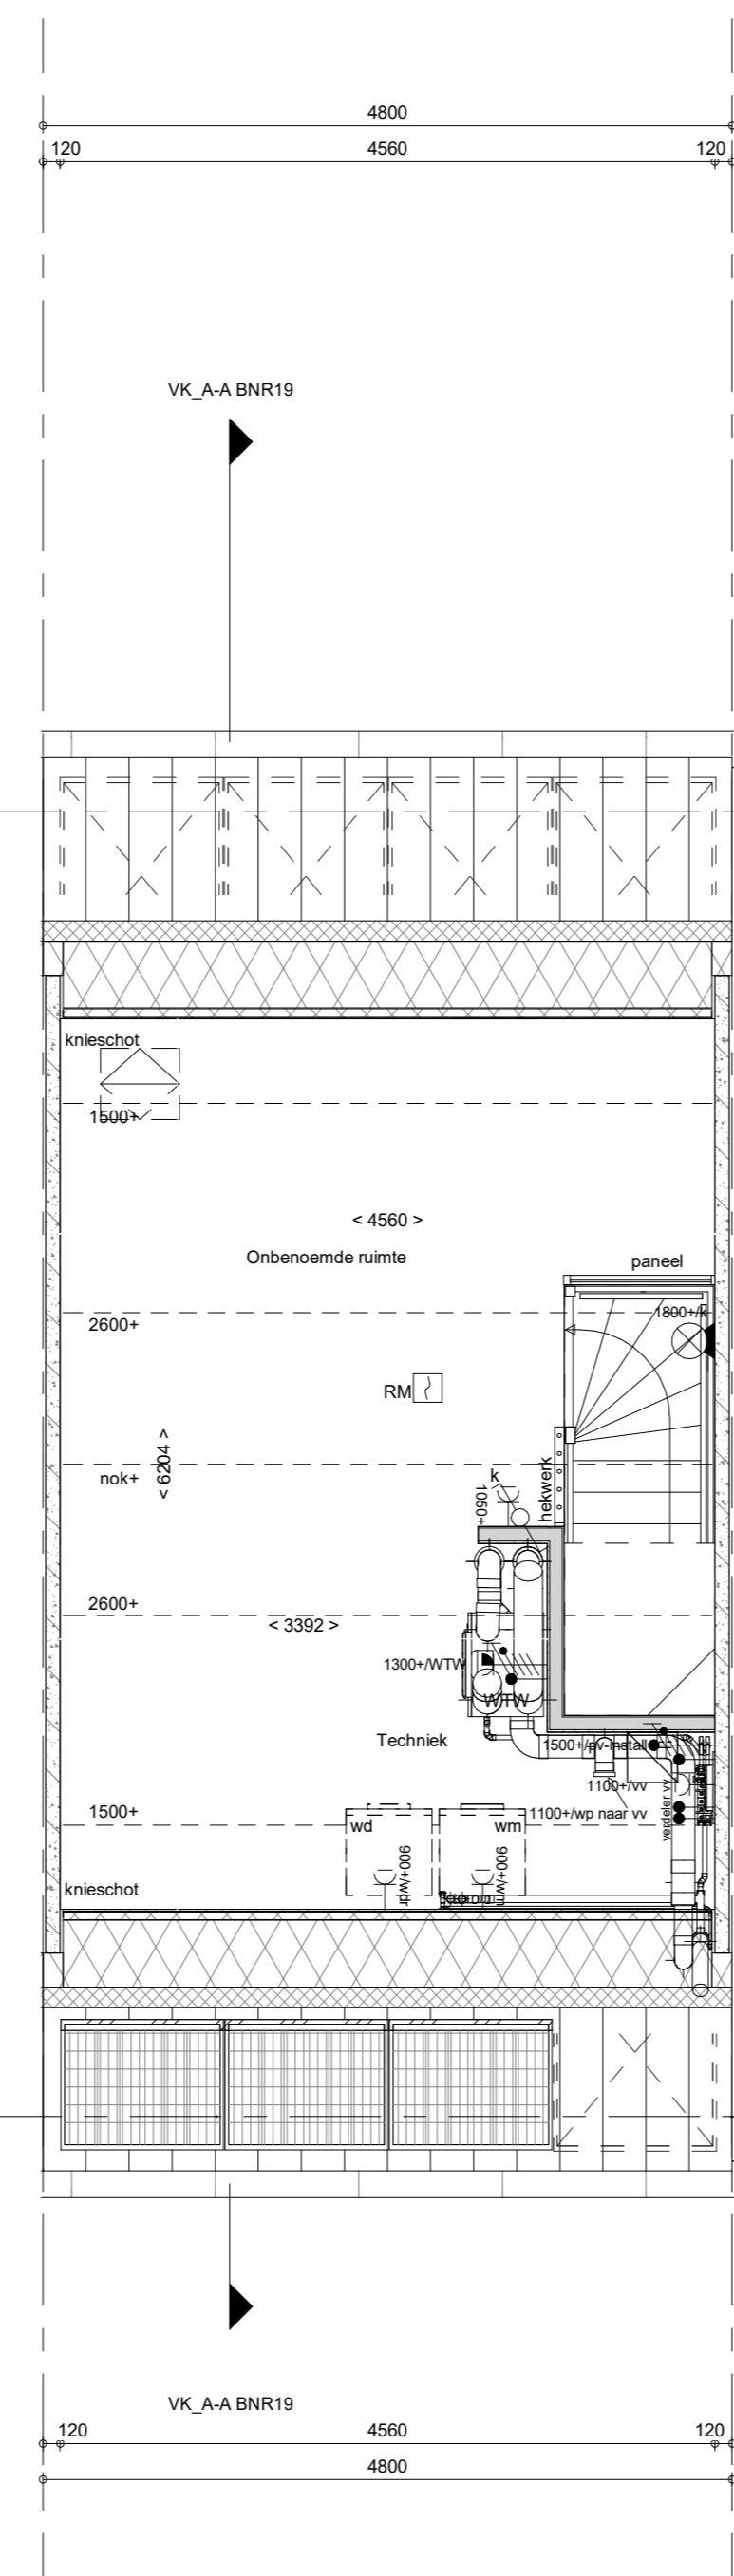 4800
120
4560
120
VK_A-A BNR19
knieschot
1500+
< 4560 >
Onbenoemde ruimte
paneel
1800+/k
2600+
RM
< 6204 >
nok+
k
1050+
hekwerk
2600+
< 3392 >
1300+/WTW
WTW
Techniek
1500+/pv-install
1100+/vv
verdeler vv
1500+
1100+/wp naar vv
wd
wm
900+/wdr
900+/wm
knieschot
VK_A-A BNR19
120
4560
120
4800